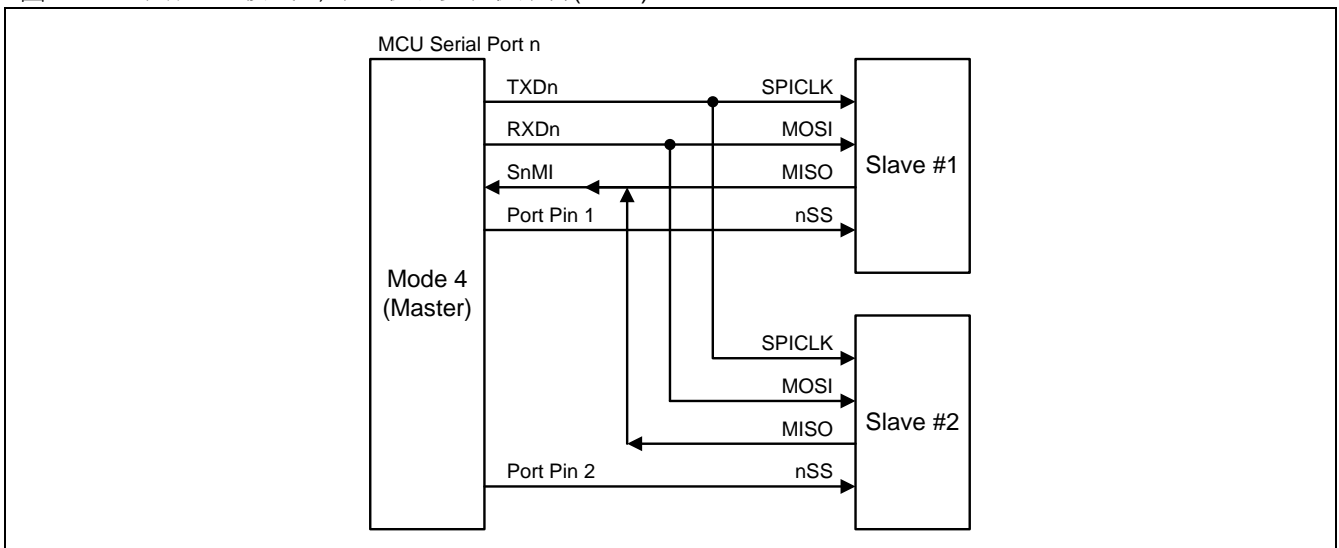 MCU Serial Port n
TXDn
SPICLK
RXDn
MOSI
SnMI
MISO
Slave #1
Port Pin 1
nSS
Mode 4
(Master)
SPICLK
MOSI
MISO
Slave #2
Port Pin 2
nSS